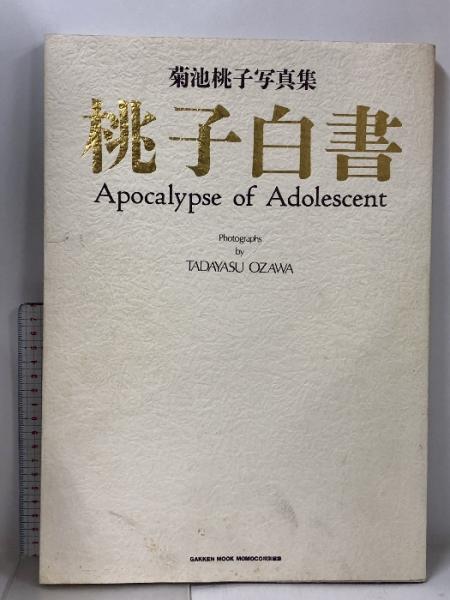 菊池桃子写真集
桃子白書
Apocalypse of Adolescent
Photographs
by
TADAYASU OZAWA
GAKKEN MOOK MOMOCO特別編集